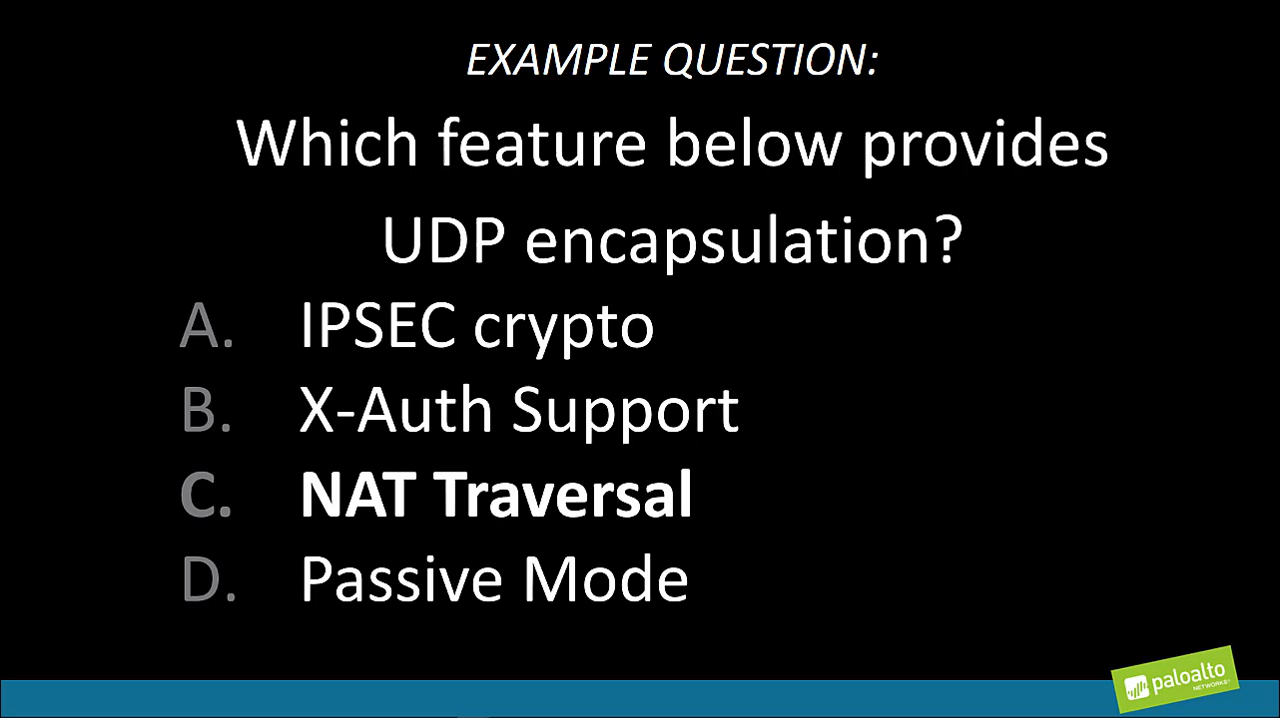 EXAMPLE QUESTION:
Which feature below provides
UDP encapsulation?
A. IPSEC crypto
B. X-Auth Support
C. NAT Traversal
D. Passive Mode
paloalto
NETWORKS